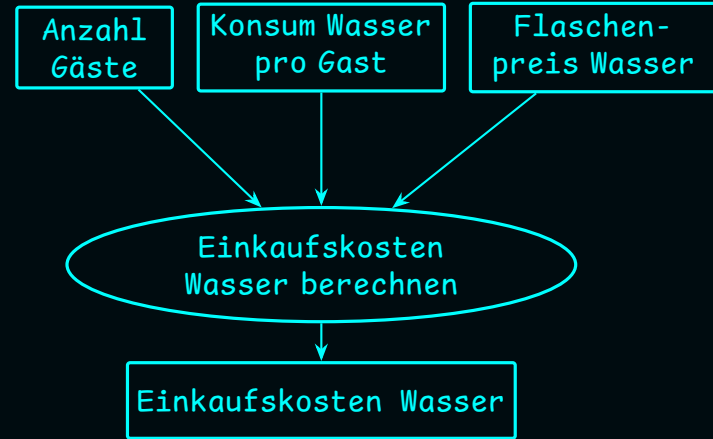 Anzahl
Gäste
Konsum Wasser
pro Gast
Flaschen-
preis Wasser
Einkaufskosten
Wasser berechnen
Einkaufskosten Wasser